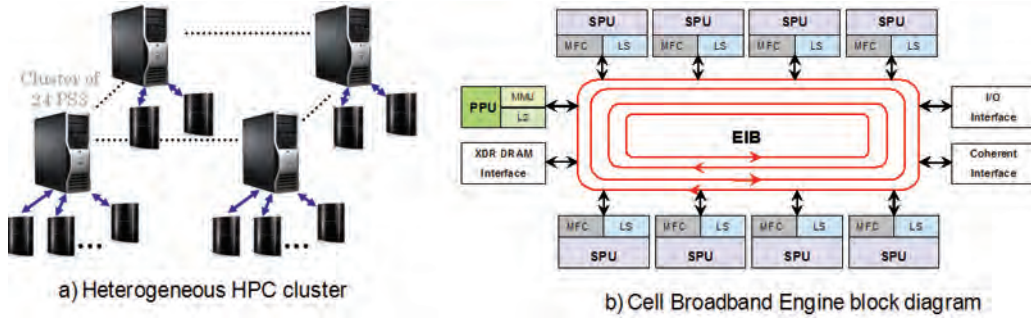 Cluster of
24 PS3
a) Heterogeneous HPC cluster
SPU SPU SPU SPU
MFC LS MFC LS MFC LS MFC LS
PPU MMU
LS
EIB
I/O
Interface
XDR DRAM
Interface
Coherent
Interface
MFC LS MFC LS MFC LS MFC LS
SPU SPU SPU SPU
b) Cell Broadband Engine block diagram